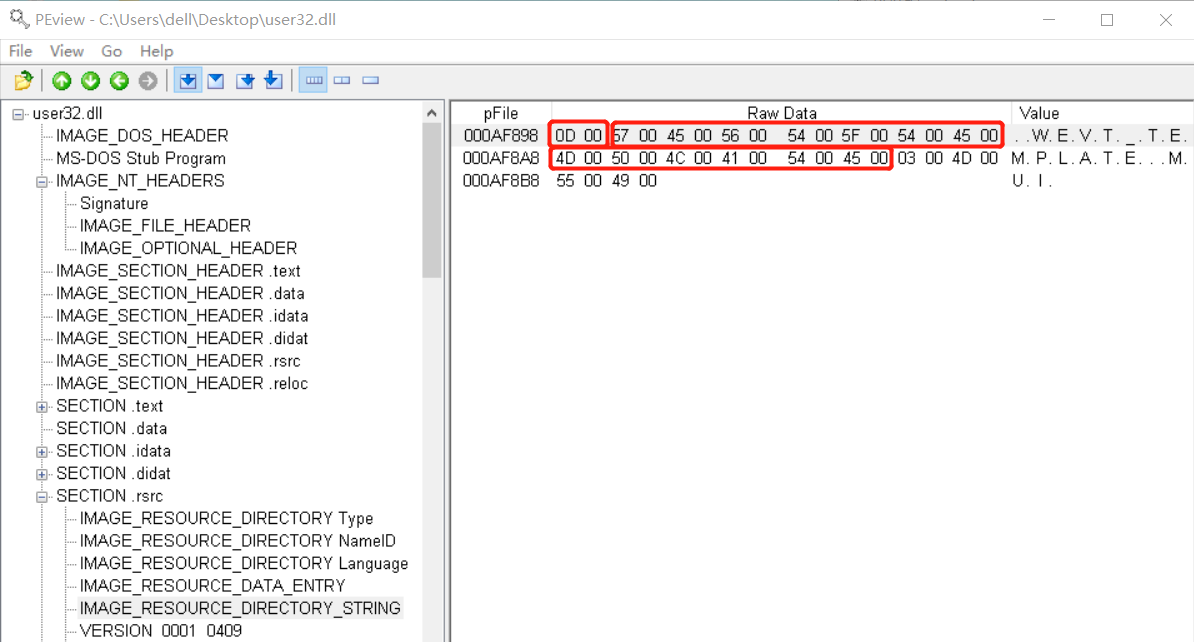 PEview - C:\Users\dell\Desktop\user32.dll
File View Go Help
user32.dll
IMAGE_DOS_HEADER
MS-DOS Stub Program
IMAGE_NT_HEADERS
Signature
IMAGE_FILE_HEADER
IMAGE_OPTIONAL_HEADER
IMAGE_SECTION_HEADER .text
IMAGE_SECTION_HEADER .data
IMAGE_SECTION_HEADER .idata
IMAGE_SECTION_HEADER .didat
IMAGE_SECTION_HEADER .rsrc
IMAGE_SECTION_HEADER .reloc
SECTION .text
SECTION .data
SECTION .idata
SECTION .didat
SECTION .rsrc
IMAGE_RESOURCE_DIRECTORY Type
IMAGE_RESOURCE_DIRECTORY NameID
IMAGE_RESOURCE_DIRECTORY Language
IMAGE_RESOURCE_DATA_ENTRY
IMAGE_RESOURCE_DIRECTORY_STRING
VERSION 0001 0409
pFile Raw Data Value
000AF898 0D 00 57 00 45 00 56 00 54 00 5F 00 54 00 45 00 . . W . E . V . T . _ . T . E .
000AF8A8 4D 00 50 00 4C 00 41 00 54 00 45 00 03 00 4D 00 M . P . L . A . T . E . . . M .
000AF8B8 55 00 49 00 U . I .